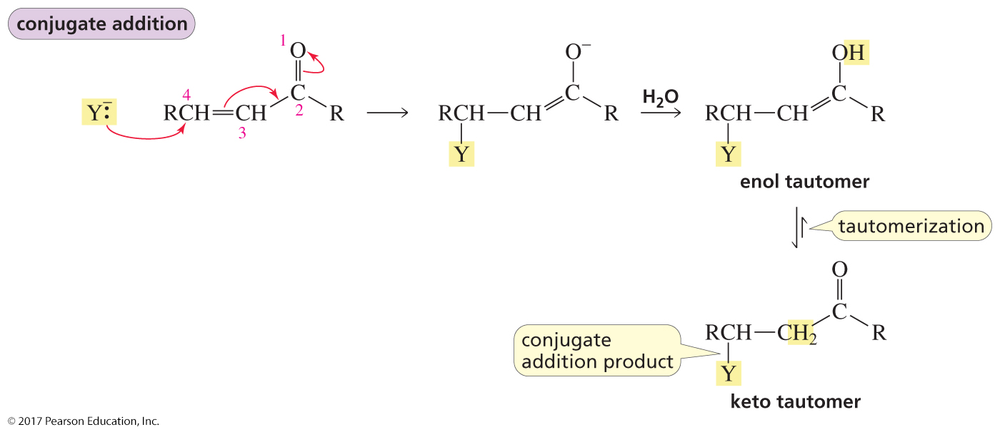 conjugate addition
1
O
O⁻
OH
4
Y:⁻
RCH=CH
C
2
R
3
RCH—CH
C
R
Y
H₂O
RCH—CH
C
R
Y
enol tautomer
tautomerization
O
C
RCH—CH₂
R
Y
conjugate
addition product
keto tautomer
© 2017 Pearson Education, Inc.